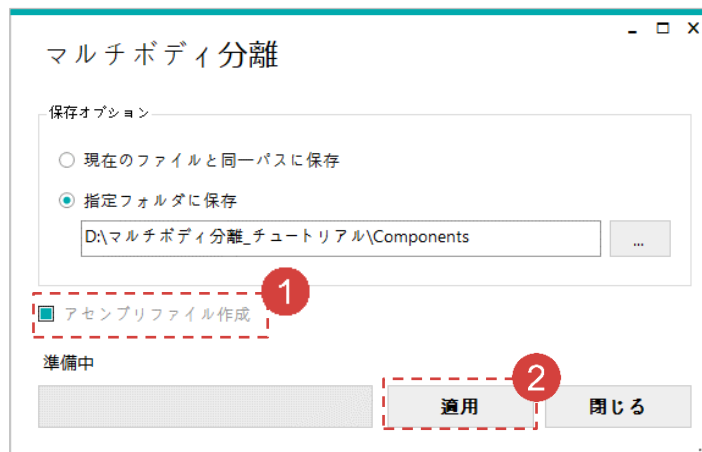 マルチボディ分離
保存オプション
現在のファイルと同一パスに保存
指定フォルダに保存
D:\マルチボディ分離_チュートリアル\Components
...
1
アセンブリファイル作成
準備中
2
適用
閉じる